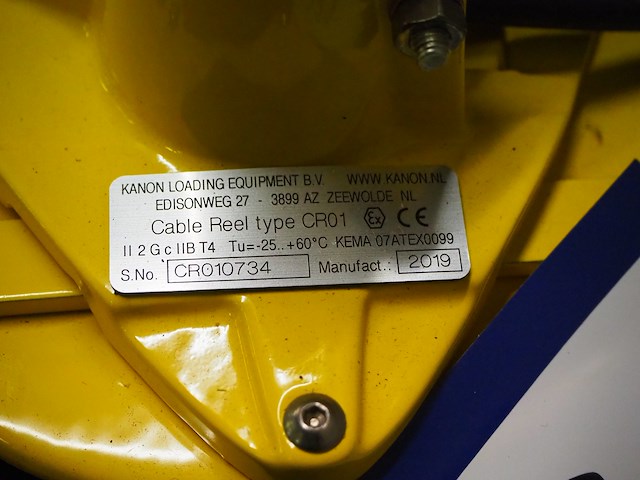 KANON LOADING EQUIPMENT B.V. WWW.KANON.NL
EDISONWEG 27 - 3899 AZ ZEEWOLDE NL
Cable Reel type CR01 Ex CE
II 2 G c IIB T4 Tu=-25..+60°C KEMA 07ATEX0099
S.No. CR010734 Manufact.: 2019